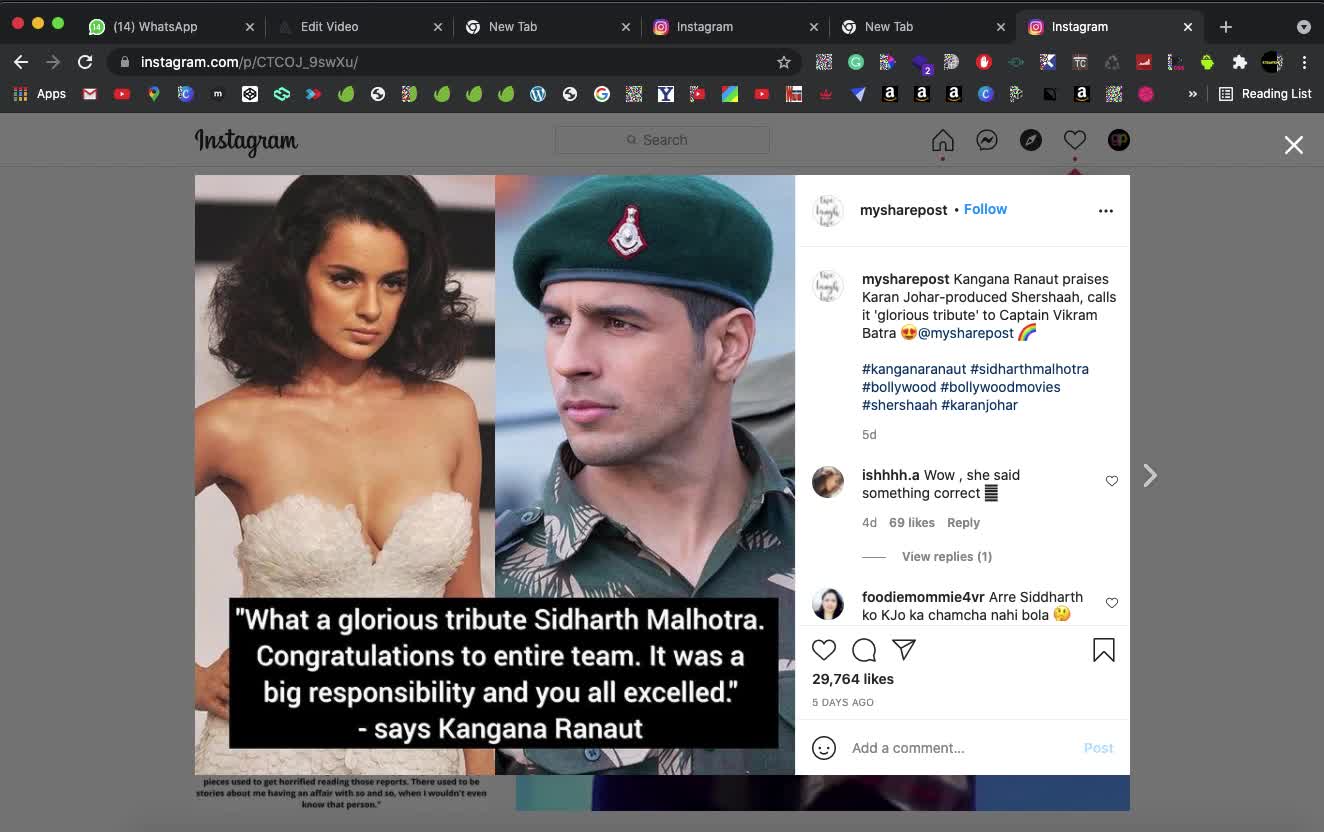 (14) WhatsApp
Edit Video
New Tab
Instagram
New Tab
Instagram
instagram.com/p/CTCOJ_9swXu/
Apps
Reading List
Instagram
Search
mysharepost • Follow
mysharepost Kangana Ranaut praises
Karan Johar-produced Shershaah, calls
it 'glorious tribute' to Captain Vikram
Batra 😍@mysharepost 🌈
#kanganaranaut #sidharthmalhotra
#bollywood #bollywoodmovies
#shershaah #karanjohar
5d
ishhhh.a Wow , she said
something correct
4d 69 likes Reply
View replies (1)
foodiemommie4vr Arre Siddharth
ko KJo ka chamcha nahi bola 🤔
29,764 likes
5 DAYS AGO
Add a comment...
Post
"What a glorious tribute Sidharth Malhotra.
Congratulations to entire team. It was a
big responsibility and you all excelled."
- says Kangana Ranaut
pieces used to get horrified reading those reports. There used to be
stories about me having an affair with so and so, when I wouldn't even
know that person."